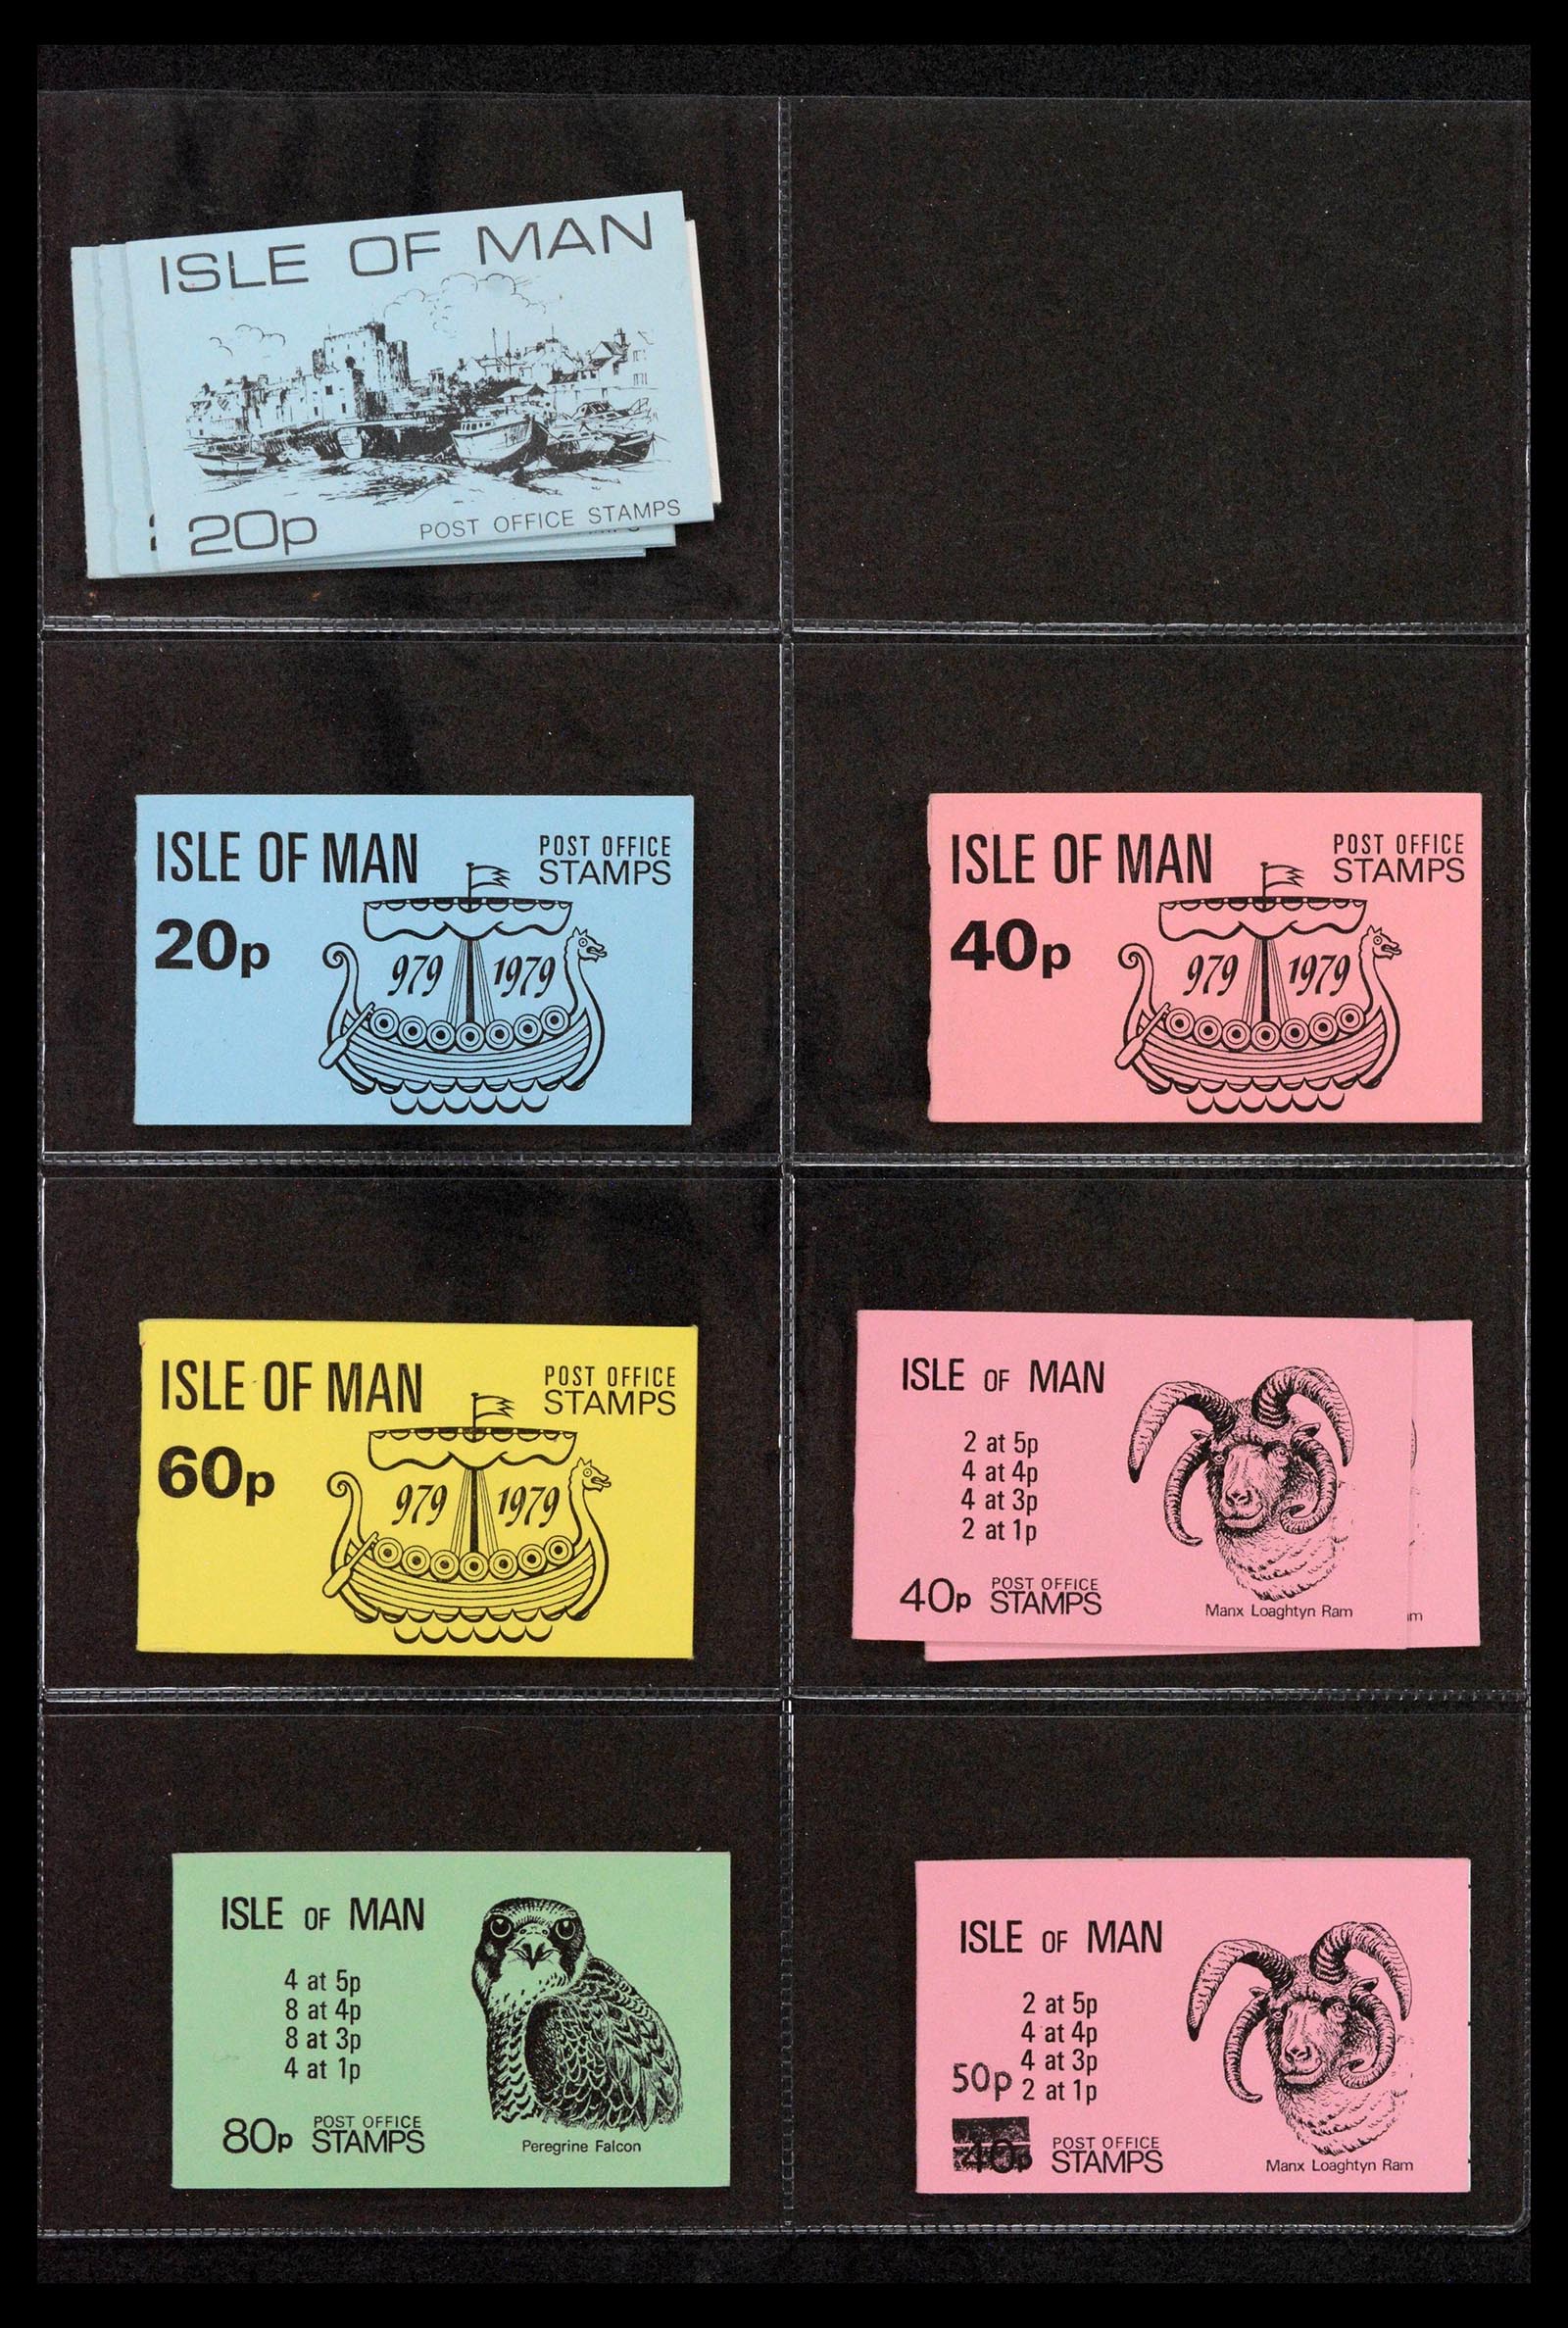 ISLE OF MAN
20p
POST OFFICE STAMPS
ISLE OF MAN
POST OFFICE
STAMPS
20p
979 1979
ISLE OF MAN
POST OFFICE
STAMPS
40p
979 1979
ISLE OF MAN
POST OFFICE
STAMPS
60p
979 1979
ISLE OF MAN
2 at 5p
4 at 4p
4 at 3p
2 at 1p
40p POST OFFICE
STAMPS
Manx Loaghtyn Ram
ISLE OF MAN
4 at 5p
8 at 4p
8 at 3p
4 at 1p
80p POST OFFICE
STAMPS
Peregrine Falcon
ISLE OF MAN
2 at 5p
4 at 4p
4 at 3p
50p 2 at 1p
40p POST OFFICE
STAMPS
Manx Loaghtyn Ram